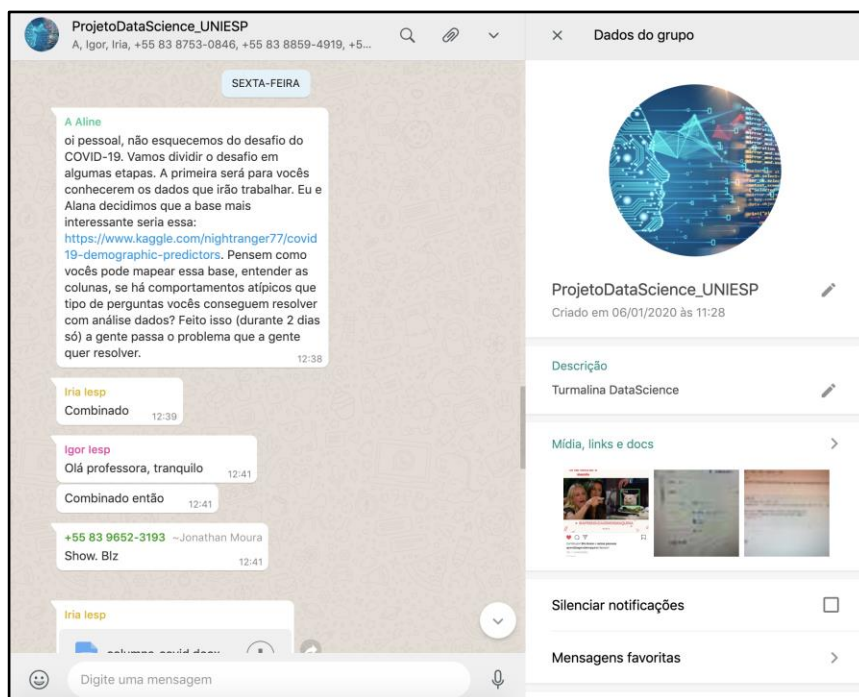 ProjetoDataScience_UNIESP
A, Igor, Iria, +55 83 8753-0846, +55 83 8859-4919, +5...
SEXTA-FEIRA
A Aline
oi pessoal, não esquecemos do desafio do
COVID-19. Vamos dividir o desafio em
algumas etapas. A primeira será para vocês
conhecerem os dados que irão trabalhar. Eu e
Alana decidimos que a base mais
interessante seria essa:
https://www.kaggle.com/nightranger77/covid
19-demographic-predictors. Pensem como
vocês pode mapear essa base, entender as
colunas, se há comportamentos atípicos que
tipo de perguntas vocês conseguem resolver
com análise dados? Feito isso (durante 2 dias
só) a gente passa o problema que a gente
quer resolver.
12:38
Iria Iesp
Combinado
12:39
Igor Iesp
Olá professora, tranquilo
12:41
Combinado então
12:41
+55 83 9652-3193 ~Jonathan Moura
Show. Blz
12:41
Iria Iesp
Digite uma mensagem
Dados do grupo
ProjetoDataScience_UNIESP
Criado em 06/01/2020 às 11:28
Descrição
Turmalina DataScience
Mídia, links e docs
Silenciar notificações
Mensagens favoritas